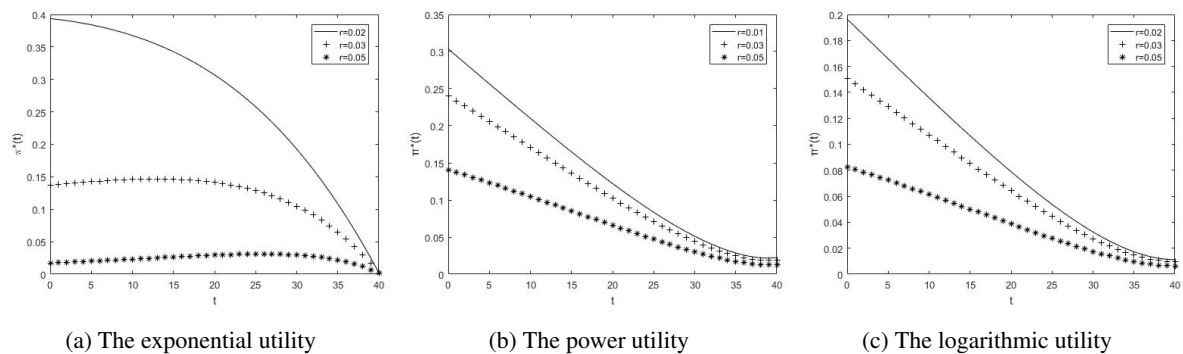 0.4
0.35
0.3
0.25
0.2
0.15
0.1
0.05
0
π*(t)
0 5 10 15 20 25 30 35 40
t
r=0.02
r=0.03
r=0.05
(a) The exponential utility
0.35
0.3
0.25
0.2
0.15
0.1
0.05
0
π*(t)
0 5 10 15 20 25 30 35 40
t
r=0.01
r=0.03
r=0.05
(b) The power utility
0.2
0.18
0.16
0.14
0.12
0.1
0.08
0.06
0.04
0.02
0
π*(t)
0 5 10 15 20 25 30 35 40
t
r=0.02
r=0.03
r=0.05
(c) The logarithmic utility